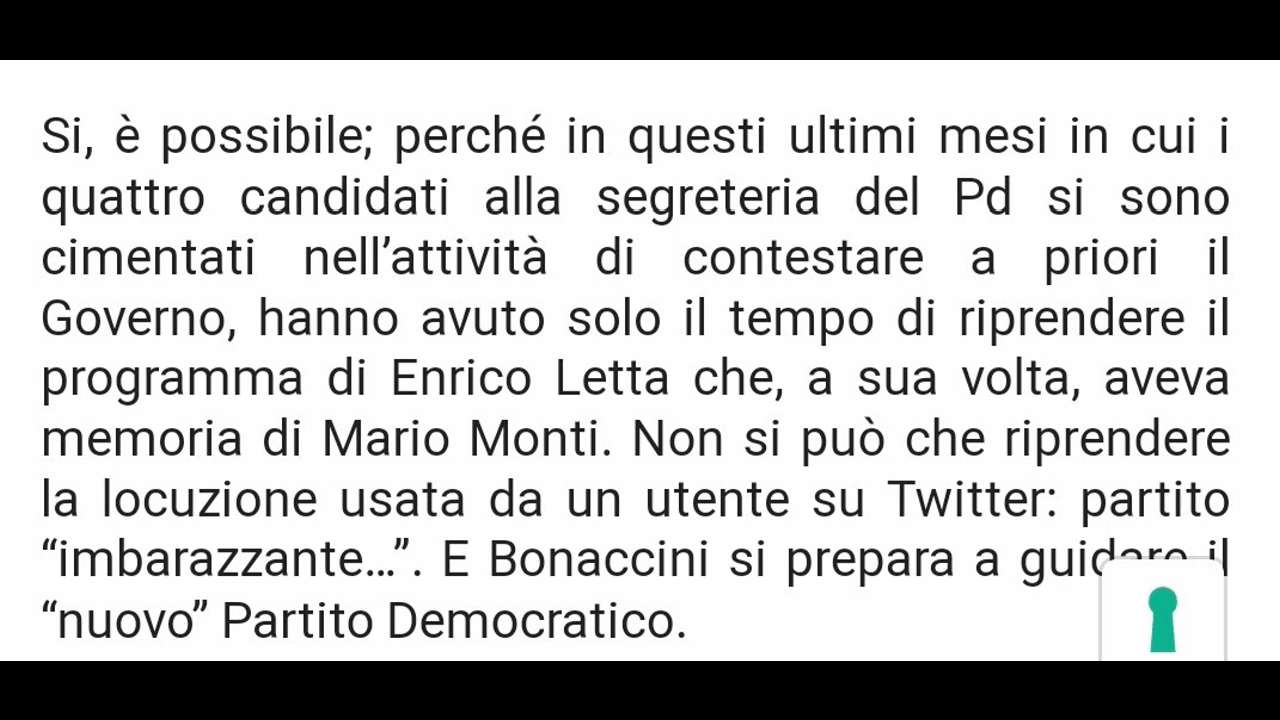 Si, è possibile; perché in questi ultimi mesi in cui i
quattro candidati alla segreteria del Pd si sono
cimentati nell’attività di contestare a priori il
Governo, hanno avuto solo il tempo di riprendere il
programma di Enrico Letta che, a sua volta, aveva
memoria di Mario Monti. Non si può che riprendere
la locuzione usata da un utente su Twitter: partito
“imbarazzante…”. E Bonaccini si prepara a guidare il
“nuovo” Partito Democratico.